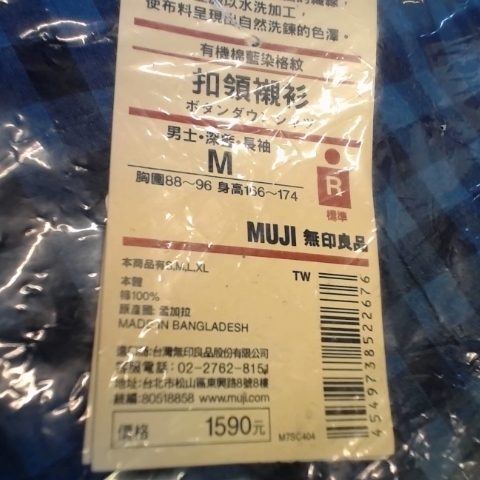 以水洗加工，
使布料呈現出自然洗鍊的色澤。
有機棉藍染格紋
扣領襯衫
ボタンダウンシャツ
男士・深藍・長袖
M
胸圍88～96 身高166～174
R
標準
MUJI 無印良品
本商品有S,M,L,XL
TW
本體
棉100%
原產國:孟加拉
MADE IN BANGLADESH
進口商:台灣無印良品股份有限公司
客服電話：02-2762-8151
地址:台北市松山區東興路8號8樓
統編:80518858 www.muji.com
價格 1590元
M7SC404
4549738522676